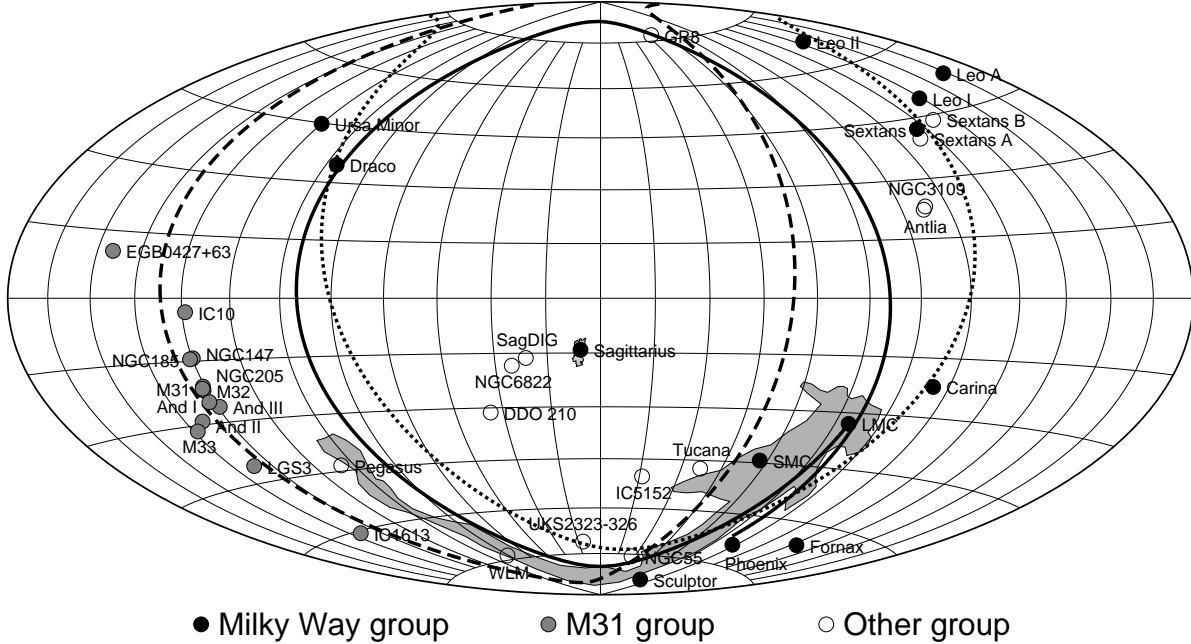 GR8
Leo II
Leo A
Leo I
Sextans B
Ursa Minor
Sextans
Sextans A
Draco
NGC3109
Antlia
EGB0427+63
IC10
SagDIG
Sagittarius
NGC185
NGC147
NGC6822
NGC205
M31
M32
Carina
And I
And III
DDO 210
And II
LMC
M33
Tucana
LGS3
Pegasus
SMC
IC5152
UKS2323-326
IO1613
Fornax
NGC55
Phoenix
WLM
Sculptor
Milky Way group
M31 group
Other group